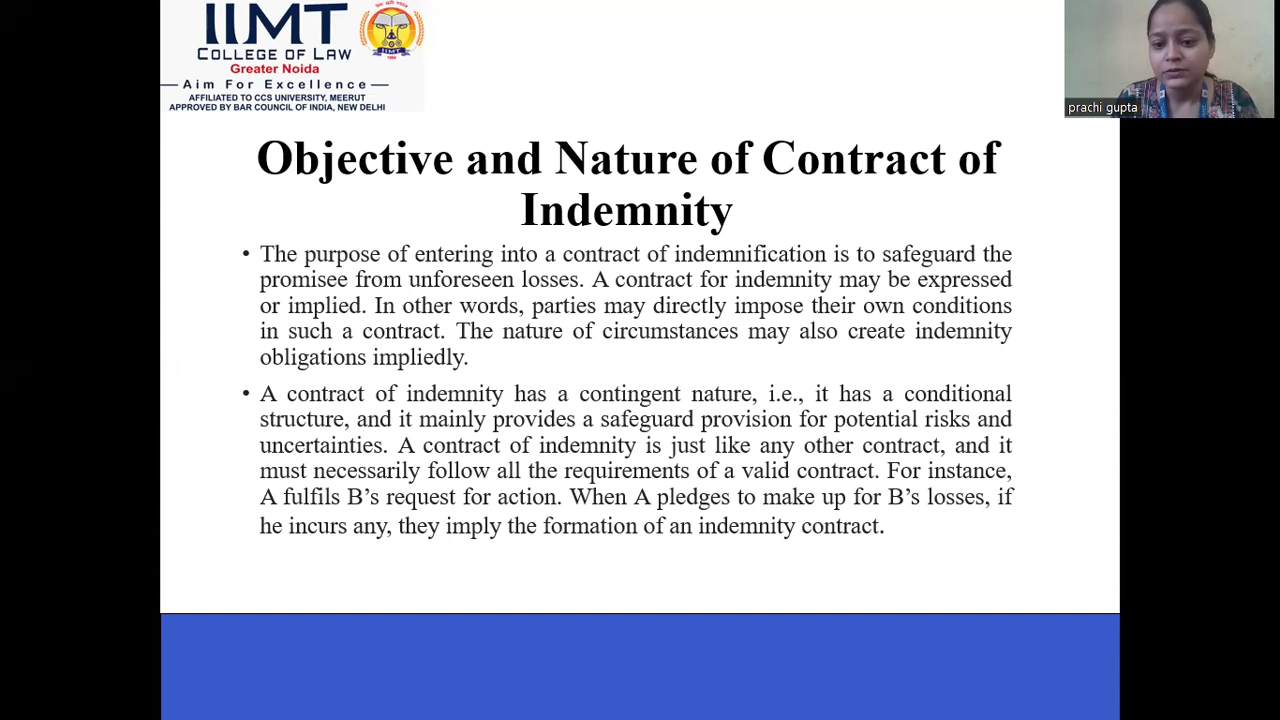 IIMT
COLLEGE OF LAW
Greater Noida
Aim For Excellence
AFFILIATED TO CCS UNIVERSITY, MEERUT
APPROVED BY BAR COUNCIL OF INDIA, NEW DELHI
IIMT
prachi gupta
Objective and Nature of Contract of
Indemnity
• The purpose of entering into a contract of indemnification is to safeguard the
promisee from unforeseen losses. A contract for indemnity may be expressed
or implied. In other words, parties may directly impose their own conditions
in such a contract. The nature of circumstances may also create indemnity
obligations impliedly.
• A contract of indemnity has a contingent nature, i.e., it has a conditional
structure, and it mainly provides a safeguard provision for potential risks and
uncertainties. A contract of indemnity is just like any other contract, and it
must necessarily follow all the requirements of a valid contract. For instance,
A fulfils B’s request for action. When A pledges to make up for B’s losses, if
he incurs any, they imply the formation of an indemnity contract.